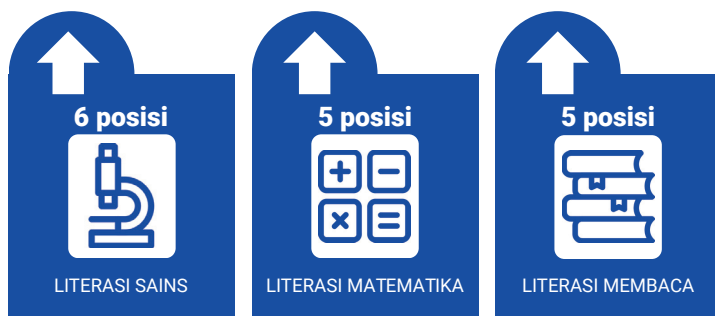 6 posisi
LITERASI SAINS
5 posisi
LITERASI MATEMATIKA
5 posisi
LITERASI MEMBACA